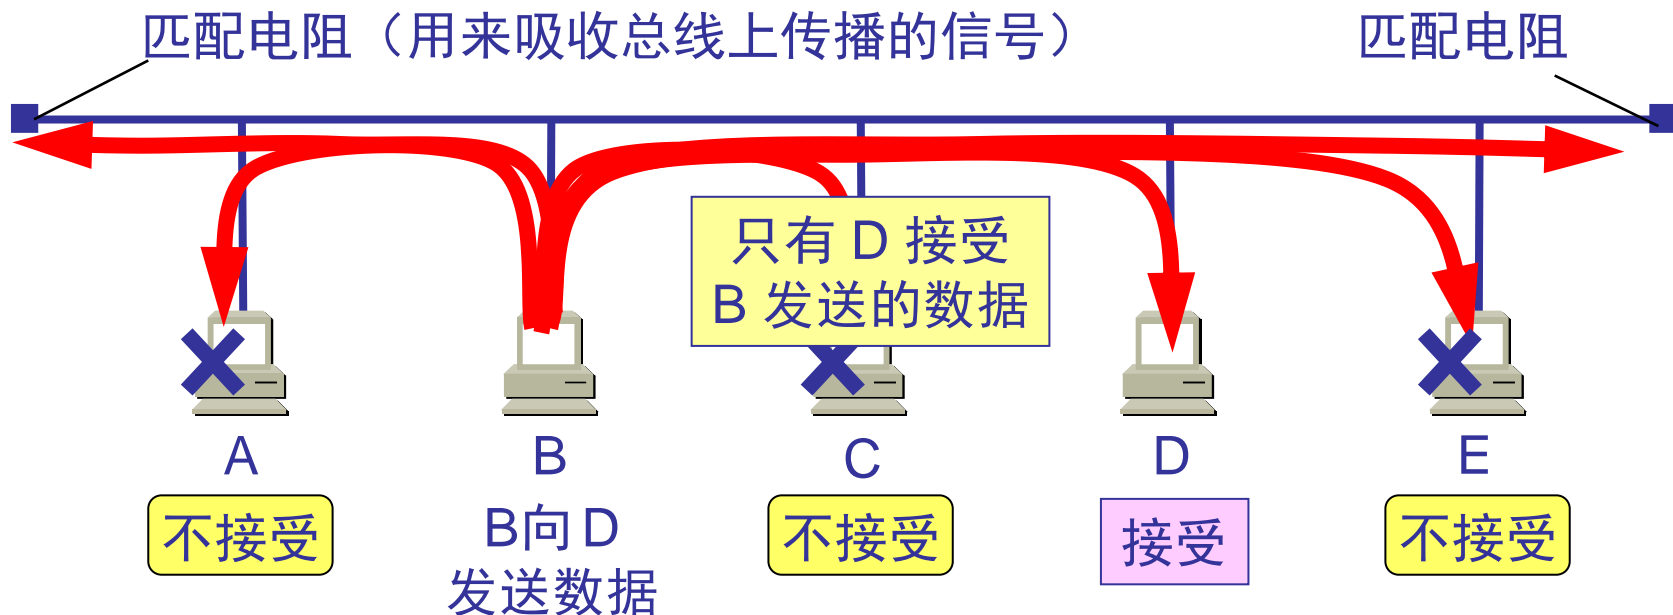 匹配电阻（用来吸收总线上传播的信号）
匹配电阻
只有 D 接受
B 发送的数据
A
B
C
D
E
不接受
B向 D
发送数据
不接受
接受
不接受